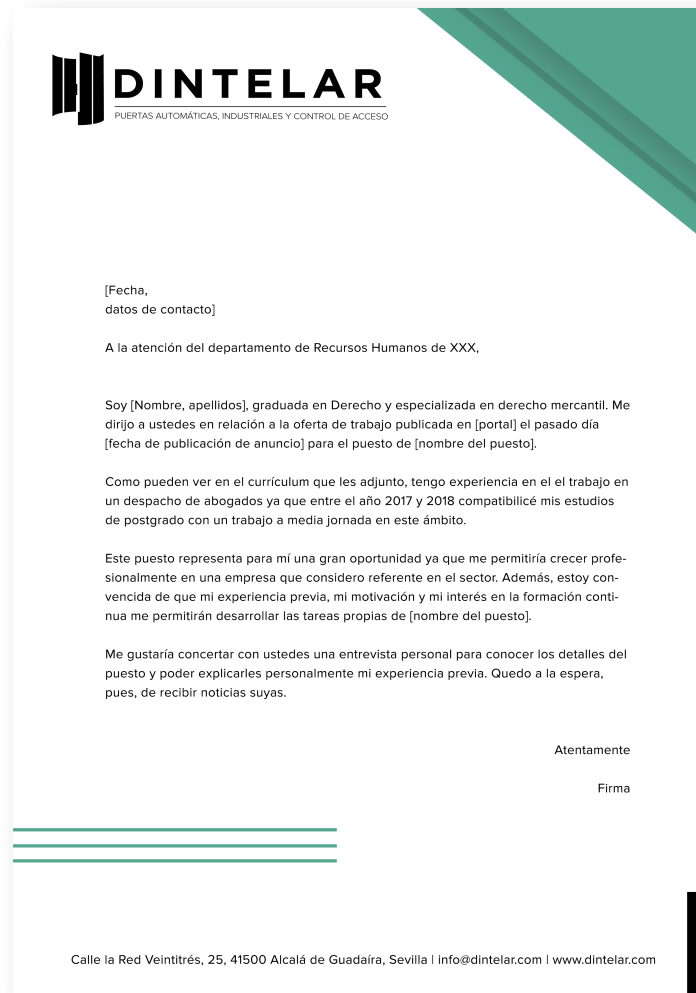 DINTELAR
PUERTAS AUTOMÁTICAS, INDUSTRIALES Y CONTROL DE ACCESO
[Fecha,
datos de contacto]
A la atención del departamento de Recursos Humanos de XXX,
Soy [Nombre, apellidos], graduada en Derecho y especializada en derecho mercantil. Me
dirijo a ustedes en relación a la oferta de trabajo publicada en [portal] el pasado día
[fecha de publicación de anuncio] para el puesto de [nombre del puesto].
Como pueden ver en el currículum que les adjunto, tengo experiencia en el el trabajo en
un despacho de abogados ya que entre el año 2017 y 2018 compatibilicé mis estudios
de postgrado con un trabajo a media jornada en este ámbito.
Este puesto representa para mí una gran oportunidad ya que me permitiría crecer profe-
sionalmente en una empresa que considero referente en el sector. Además, estoy con-
vencida de que mi experiencia previa, mi motivación y mi interés en la formación conti-
nua me permitirán desarrollar las tareas propias de [nombre del puesto].
Me gustaría concertar con ustedes una entrevista personal para conocer los detalles del
puesto y poder explicarles personalmente mi experiencia previa. Quedo a la espera,
pues, de recibir noticias suyas.
Atentamente
Firma
Calle la Red Veintitrés, 25, 41500 Alcalá de Guadaíra, Sevilla | info@dintelar.com | www.dintelar.com